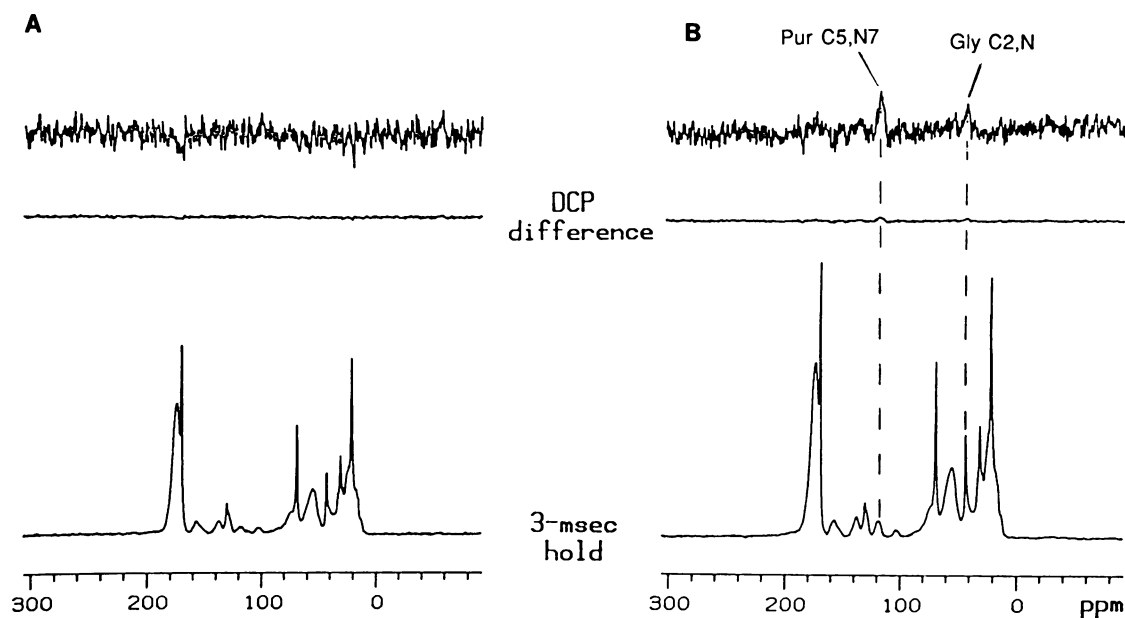 A
B
Pur C5,N7
Gly C2,N
DCP
difference
3-msec
hold
300
200
100
0
300
200
100
0
ppm